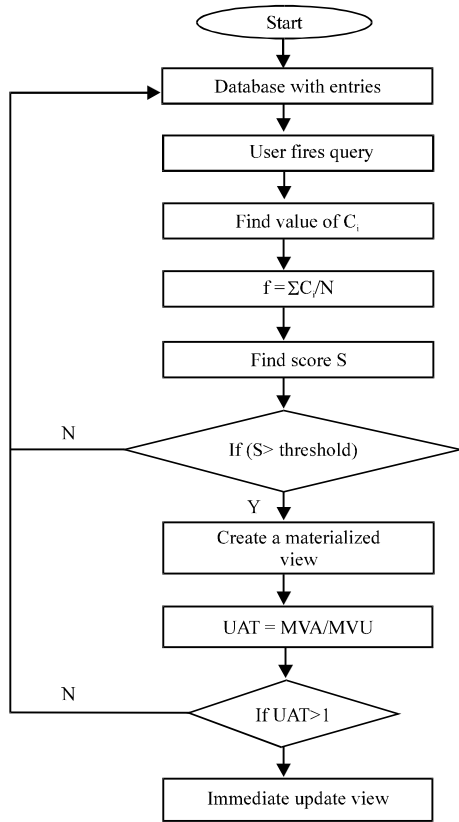 Start
Database with entries
User fires query
Find value of Cᵢ
f = ΣCᵢ/N
Find score S
If (S> threshold)
N
Y
Create a materialized
view
UAT = MVA/MVU
If UAT>1
N
Immediate update view